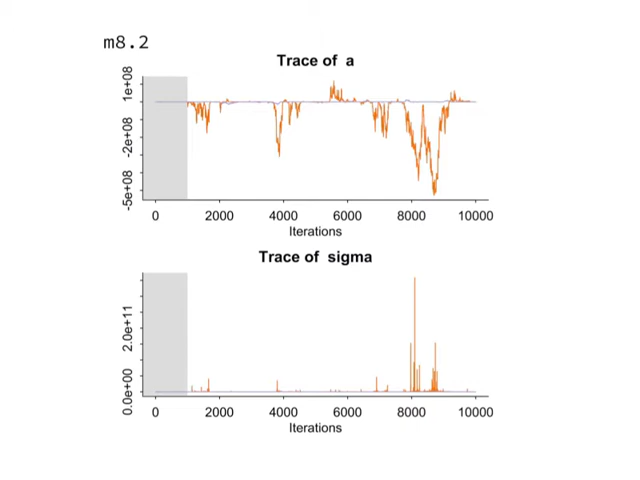 m8.2
Trace of a
1e+08
-2e+08
-5e+08
0 2000 4000 6000 8000 10000
Iterations
Trace of sigma
2.0e+11
0.0e+00
0 2000 4000 6000 8000 10000
Iterations